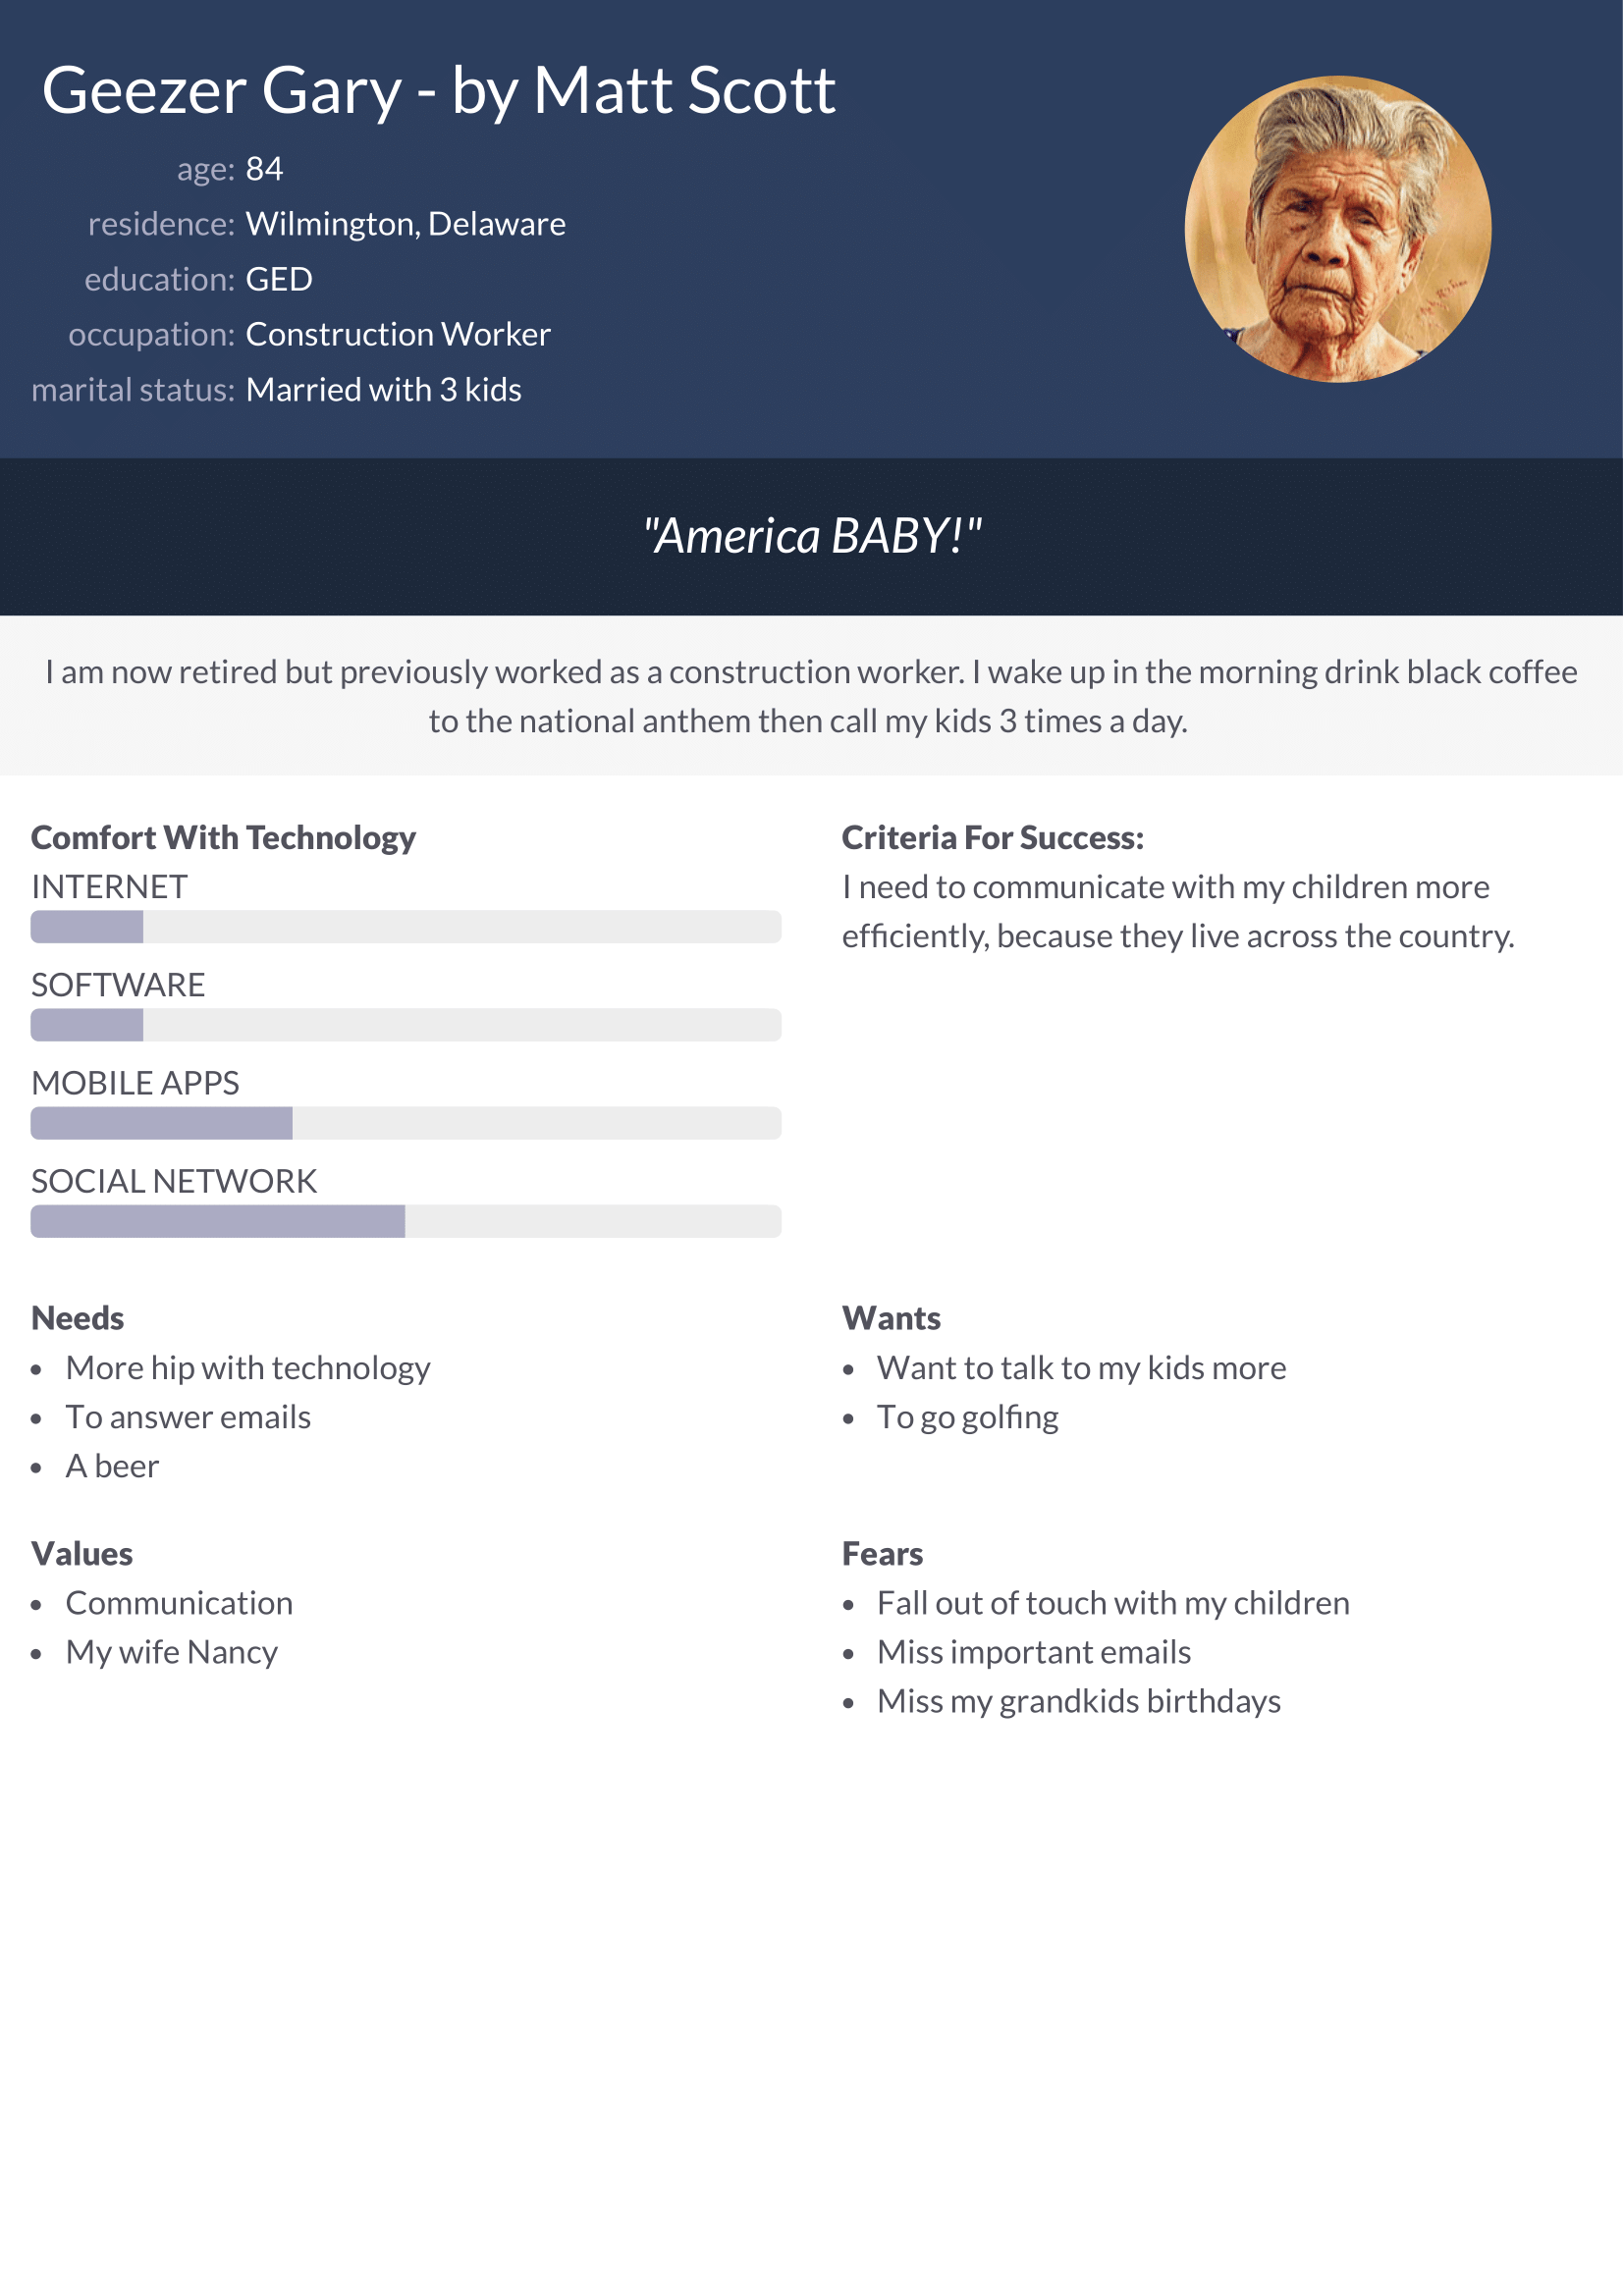 Geezer Gary - by Matt Scott
age: 84
residence: Wilmington, Delaware
education: GED
occupation: Construction Worker
marital status: Married with 3 kids
"America BABY!"
I am now retired but previously worked as a construction worker. I wake up in the morning drink black coffee
to the national anthem then call my kids 3 times a day.
Comfort With Technology
INTERNET
SOFTWARE
MOBILE APPS
SOCIAL NETWORK
Criteria For Success:
I need to communicate with my children more
efficiently, because they live across the country.
Needs
• More hip with technology
• To answer emails
• A beer
Wants
• Want to talk to my kids more
• To go golfing
Values
• Communication
• My wife Nancy
Fears
• Fall out of touch with my children
• Miss important emails
• Miss my grandkids birthdays